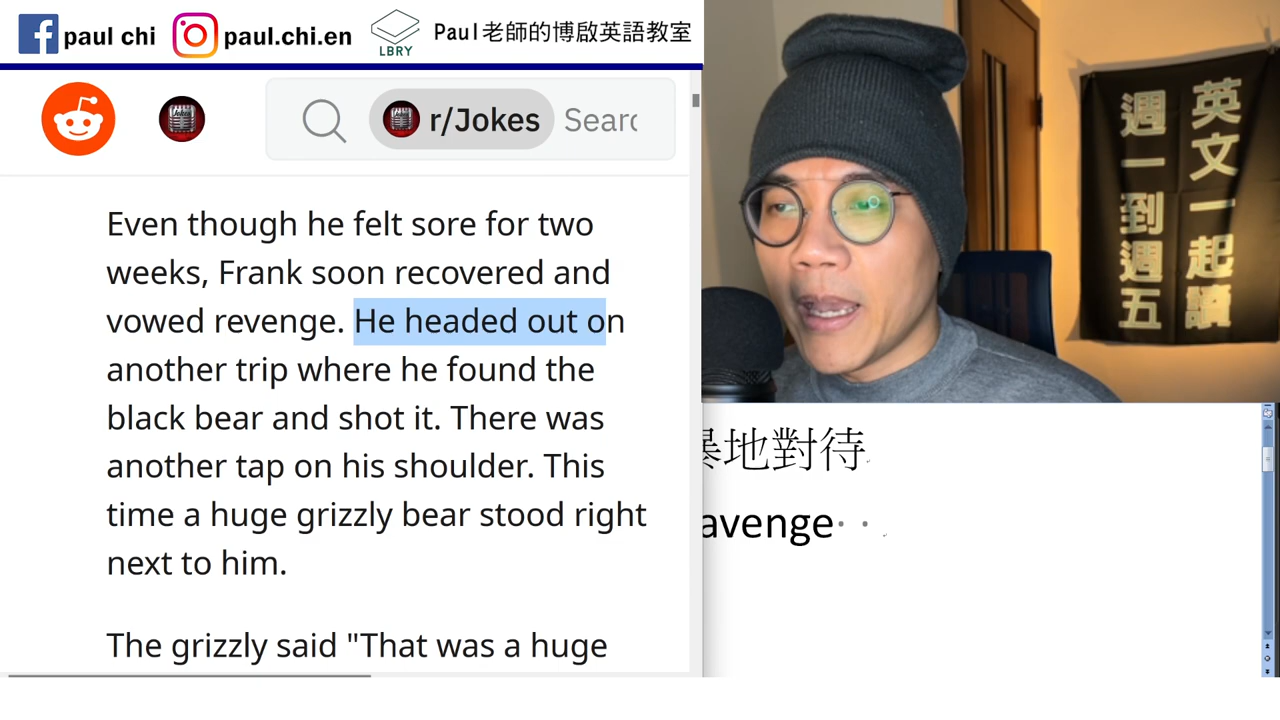 paul chi
paul.chi.en
LBRY
Paul老師的博啟英語教室
r/Jokes
Searc
Even though he felt sore for two
weeks, Frank soon recovered and
vowed revenge. He headed out on
another trip where he found the
black bear and shot it. There was
another tap on his shoulder. This
time a huge grizzly bear stood right
next to him.
The grizzly said "That was a huge
英文一起讀
週一到週五
地對待
avenge